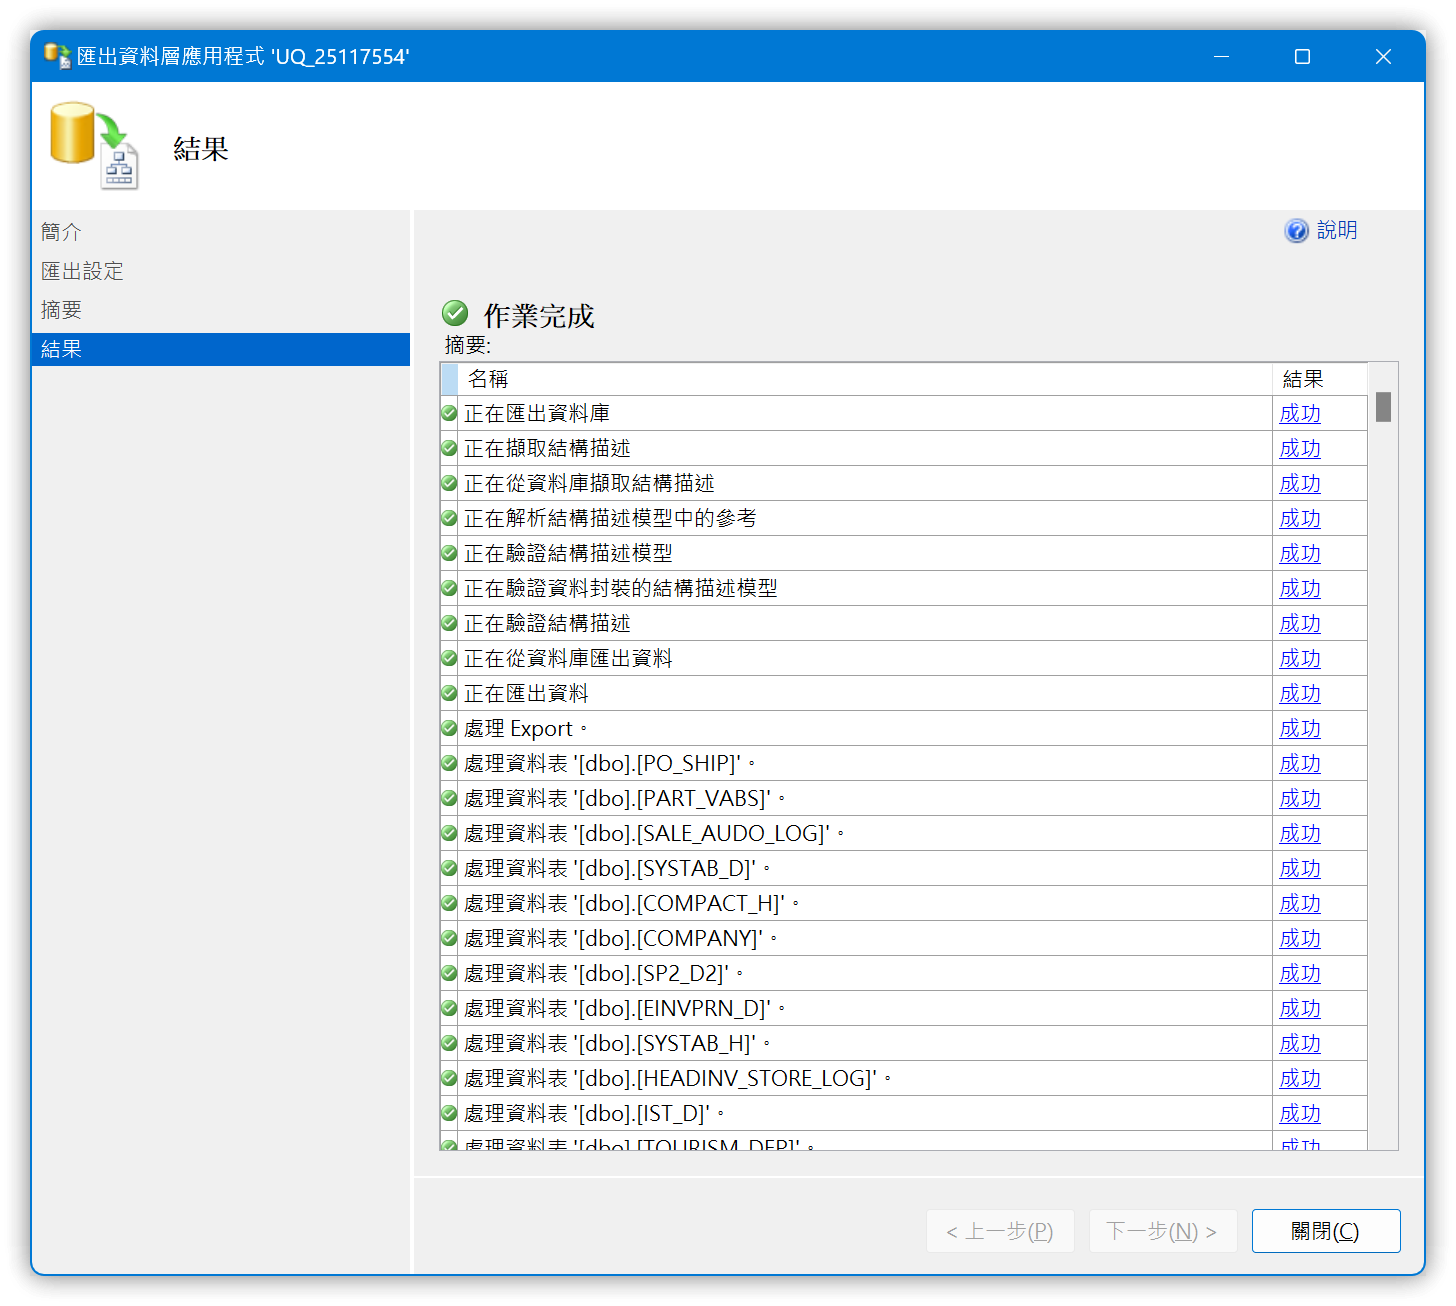 匯出資料層應用程式 'UQ_25117554'
結果
簡介
匯出設定
摘要
結果
說明
作業完成
摘要:
名稱 結果
正在匯出資料庫 成功
正在擷取結構描述 成功
正在從資料庫擷取結構描述 成功
正在解析結構描述模型中的參考 成功
正在驗證結構描述模型 成功
正在驗證資料封裝的結構描述模型 成功
正在驗證結構描述 成功
正在從資料庫匯出資料 成功
正在匯出資料 成功
處理 Export。 成功
處理資料表 '[dbo].[PO_SHIP]'。 成功
處理資料表 '[dbo].[PART_VABS]'。 成功
處理資料表 '[dbo].[SALE_AUDO_LOG]'。 成功
處理資料表 '[dbo].[SYSTAB_D]'。 成功
處理資料表 '[dbo].[COMPACT_H]'。 成功
處理資料表 '[dbo].[COMPANY]'。 成功
處理資料表 '[dbo].[SP2_D2]'。 成功
處理資料表 '[dbo].[EINVPRN_D]'。 成功
處理資料表 '[dbo].[SYSTAB_H]'。 成功
處理資料表 '[dbo].[HEADINV_STORE_LOG]'。 成功
處理資料表 '[dbo].[IST_D]'。 成功
處理資料表 '[dbo].[TOURISM_DEP]'。 成功
< 上一步(P) 下一步(N) > 關閉(C)